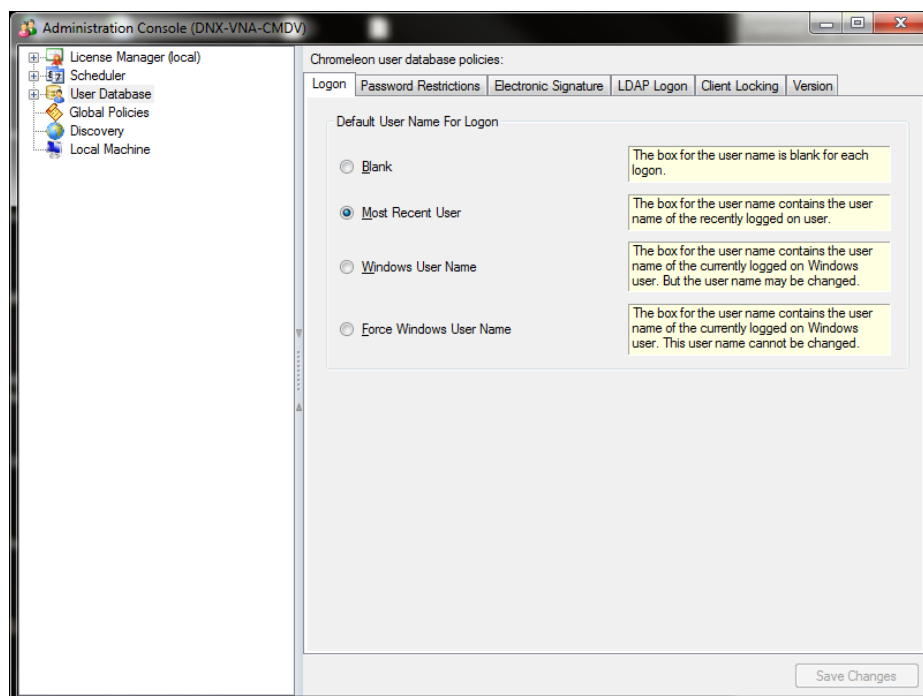 Administration Console (DNX-VNA-CMDV)
License Manager (local)
Scheduler
User Database
Global Policies
Discovery
Local Machine
Chromeleon user database policies:
Logon
Password Restrictions
Electronic Signature
LDAP Logon
Client Locking
Version
Default User Name For Logon
Blank
The box for the user name is blank for each
logon.
Most Recent User
The box for the user name contains the user
name of the recently logged on user.
Windows User Name
The box for the user name contains the user
name of the currently logged on Windows
user. But the user name may be changed.
Force Windows User Name
The box for the user name contains the user
name of the currently logged on Windows
user. This user name cannot be changed.
Save Changes